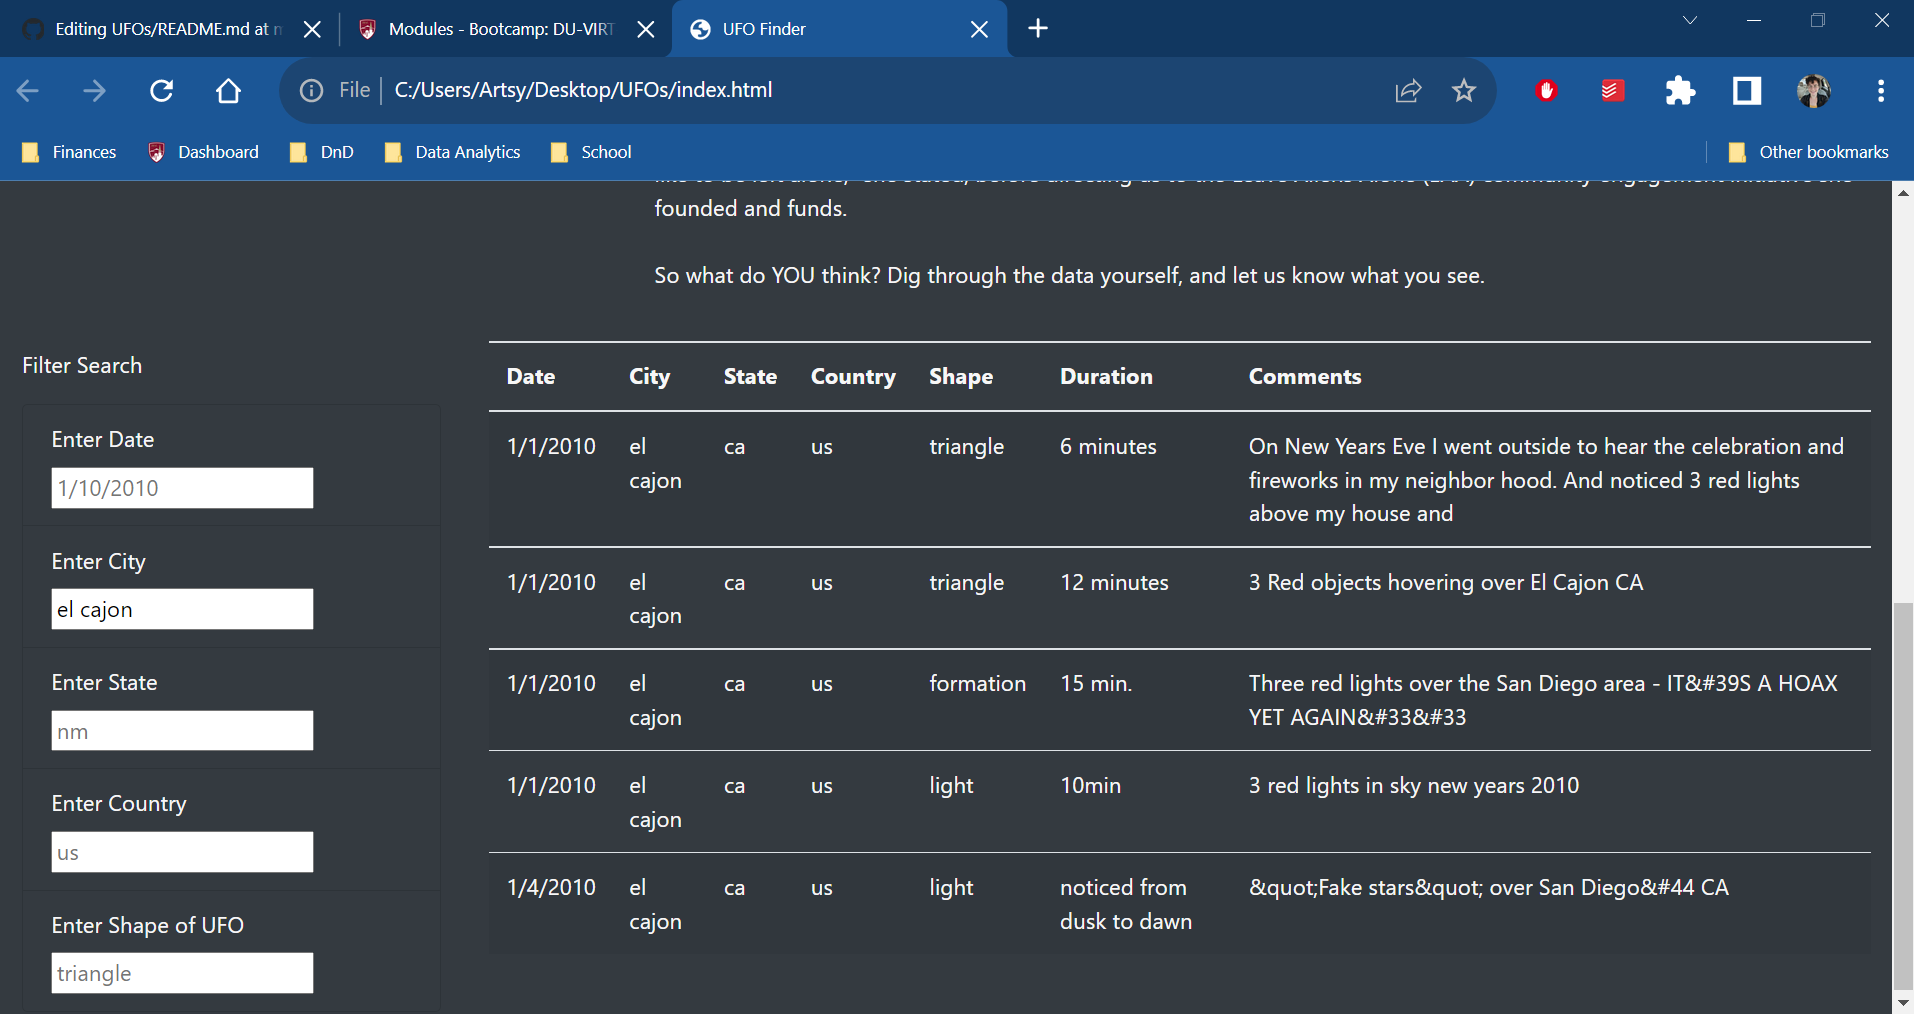 Editing UFOs/README.md at m
Modules - Bootcamp: DU-VIRT
UFO Finder
File
C:/Users/Artsy/Desktop/UFOs/index.html
Finances
Dashboard
DnD
Data Analytics
School
Other bookmarks
founded and funds.
So what do YOU think? Dig through the data yourself, and let us know what you see.
Filter Search
Enter Date
1/10/2010
Enter City
el cajon
Enter State
nm
Enter Country
us
Enter Shape of UFO
triangle
Date City State Country Shape Duration Comments
1/1/2010 el ca us triangle 6 minutes On New Years Eve I went outside to hear the celebration and
cajon fireworks in my neighbor hood. And noticed 3 red lights
above my house and
1/1/2010 el ca us triangle 12 minutes 3 Red objects hovering over El Cajon CA
cajon
1/1/2010 el ca us formation 15 min. Three red lights over the San Diego area - IT&#39S A HOAX
cajon YET AGAIN&#33&#33
1/1/2010 el ca us light 10min 3 red lights in sky new years 2010
cajon
1/4/2010 el ca us light noticed from &quot;Fake stars&quot; over San Diego&#44 CA
cajon dusk to dawn